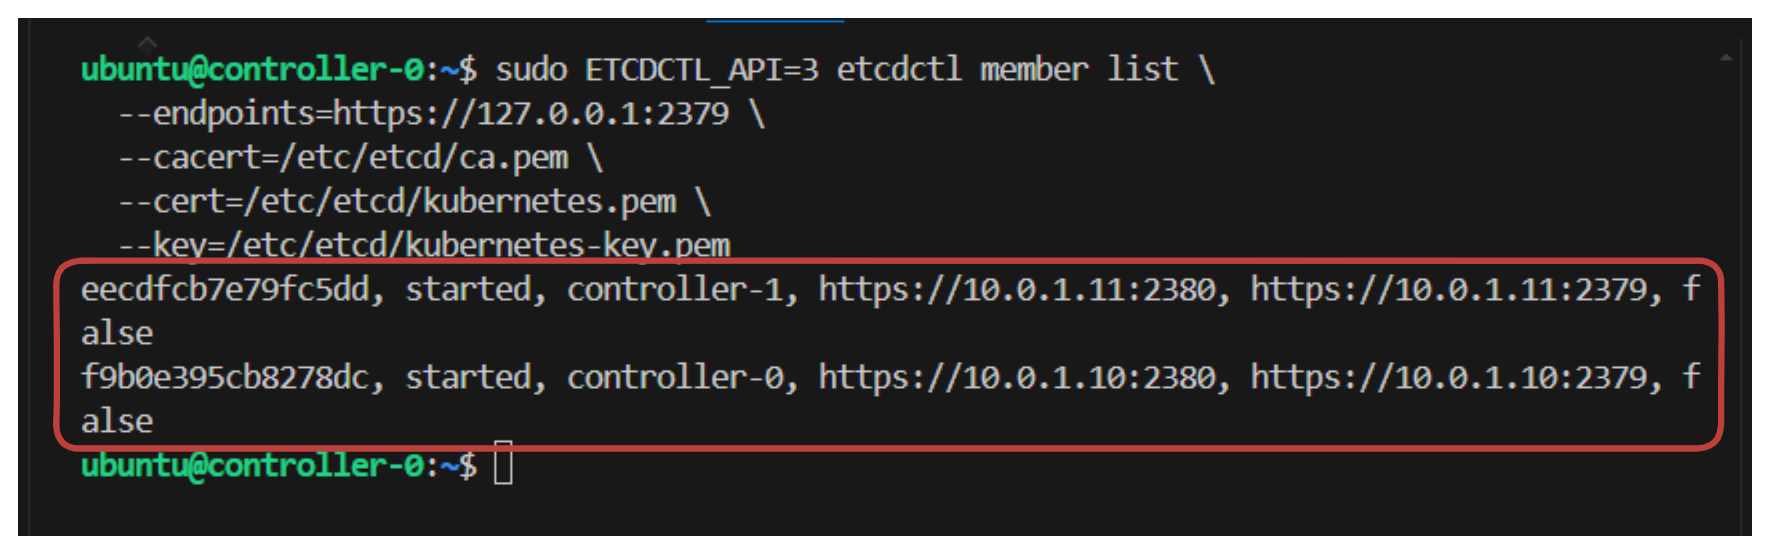 ubuntu@controller-0:~$ sudo ETCDCTL_API=3 etcdctl member list \
  --endpoints=https://127.0.0.1:2379 \
  --cacert=/etc/etcd/ca.pem \
  --cert=/etc/etcd/kubernetes.pem \
  --key=/etc/etcd/kubernetes-key.pem
eecdfcb7e79fc5dd, started, controller-1, https://10.0.1.11:2380, https://10.0.1.11:2379, f
alse
f9b0e395cb8278dc, started, controller-0, https://10.0.1.10:2380, https://10.0.1.10:2379, f
alse
ubuntu@controller-0:~$